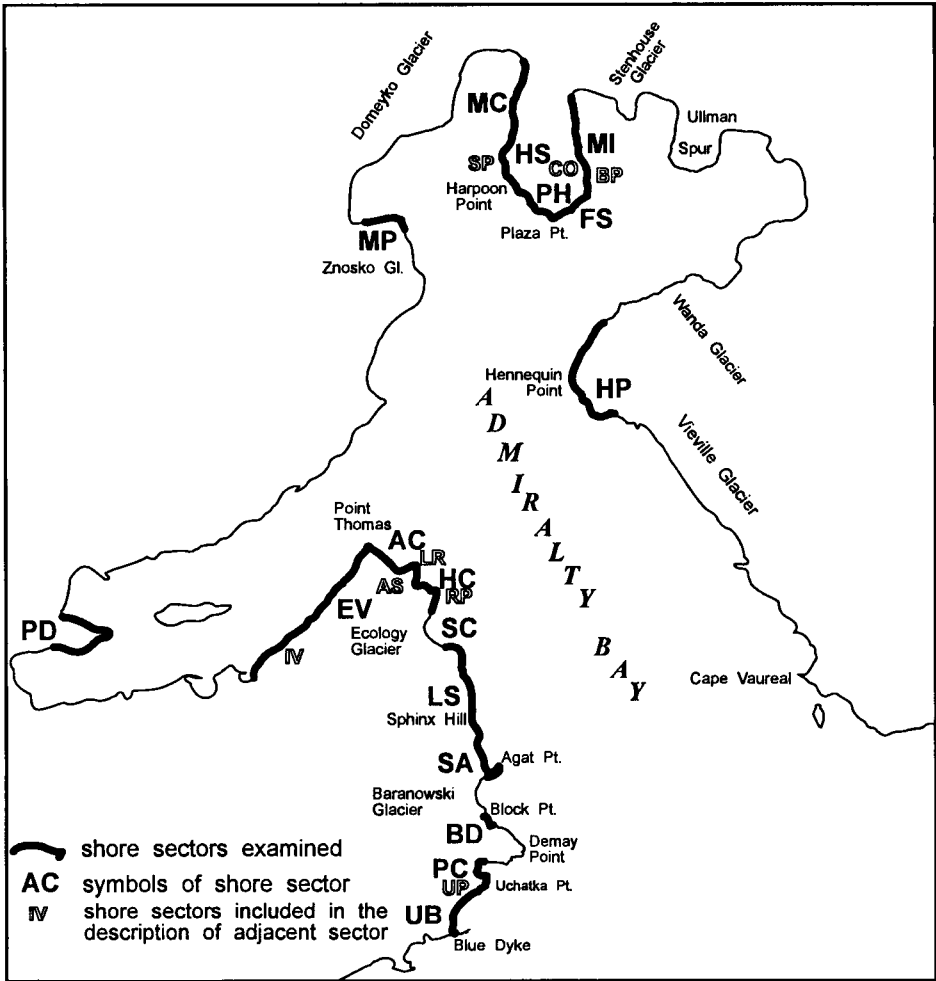 Domeyko Glacier
Stenhouse
Glacier
Ullman
Spur
MC
MI
HS
SP
CO
BP
Harpoon
Point
PH
FS
Plaza Pt.
MP
Znosko Gl.
Wanda Glacier
Hennequin
Point
HP
Vieville Glacier
ADMIRALTY BAY
Point
Thomas
AC
LR
AS
HC
RP
EV
Ecology
Glacier
SC
IV
PD
LS
Sphinx Hill
Cape Vaureal
SA
Agat Pt.
Baranowski
Glacier
Block Pt.
BD
Demay
Point
PC
UP
Uchatka Pt.
UB
Blue Dyke
shore sectors examined
AC symbols of shore sector
IV shore sectors included in the
description of adjacent sector